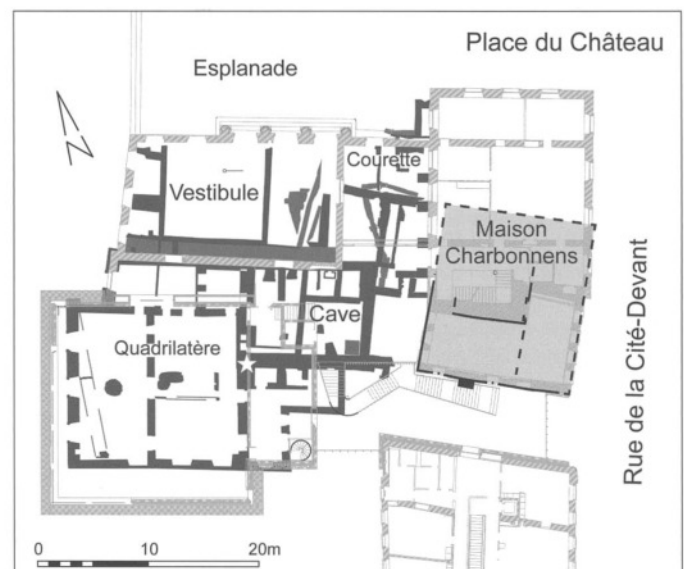 Place du Château
Esplanade
Courette
Vestibule
Maison
Charbonnens
Cave
Quadrilatère
Rue de la Cité-Devant
N
0 10 20m